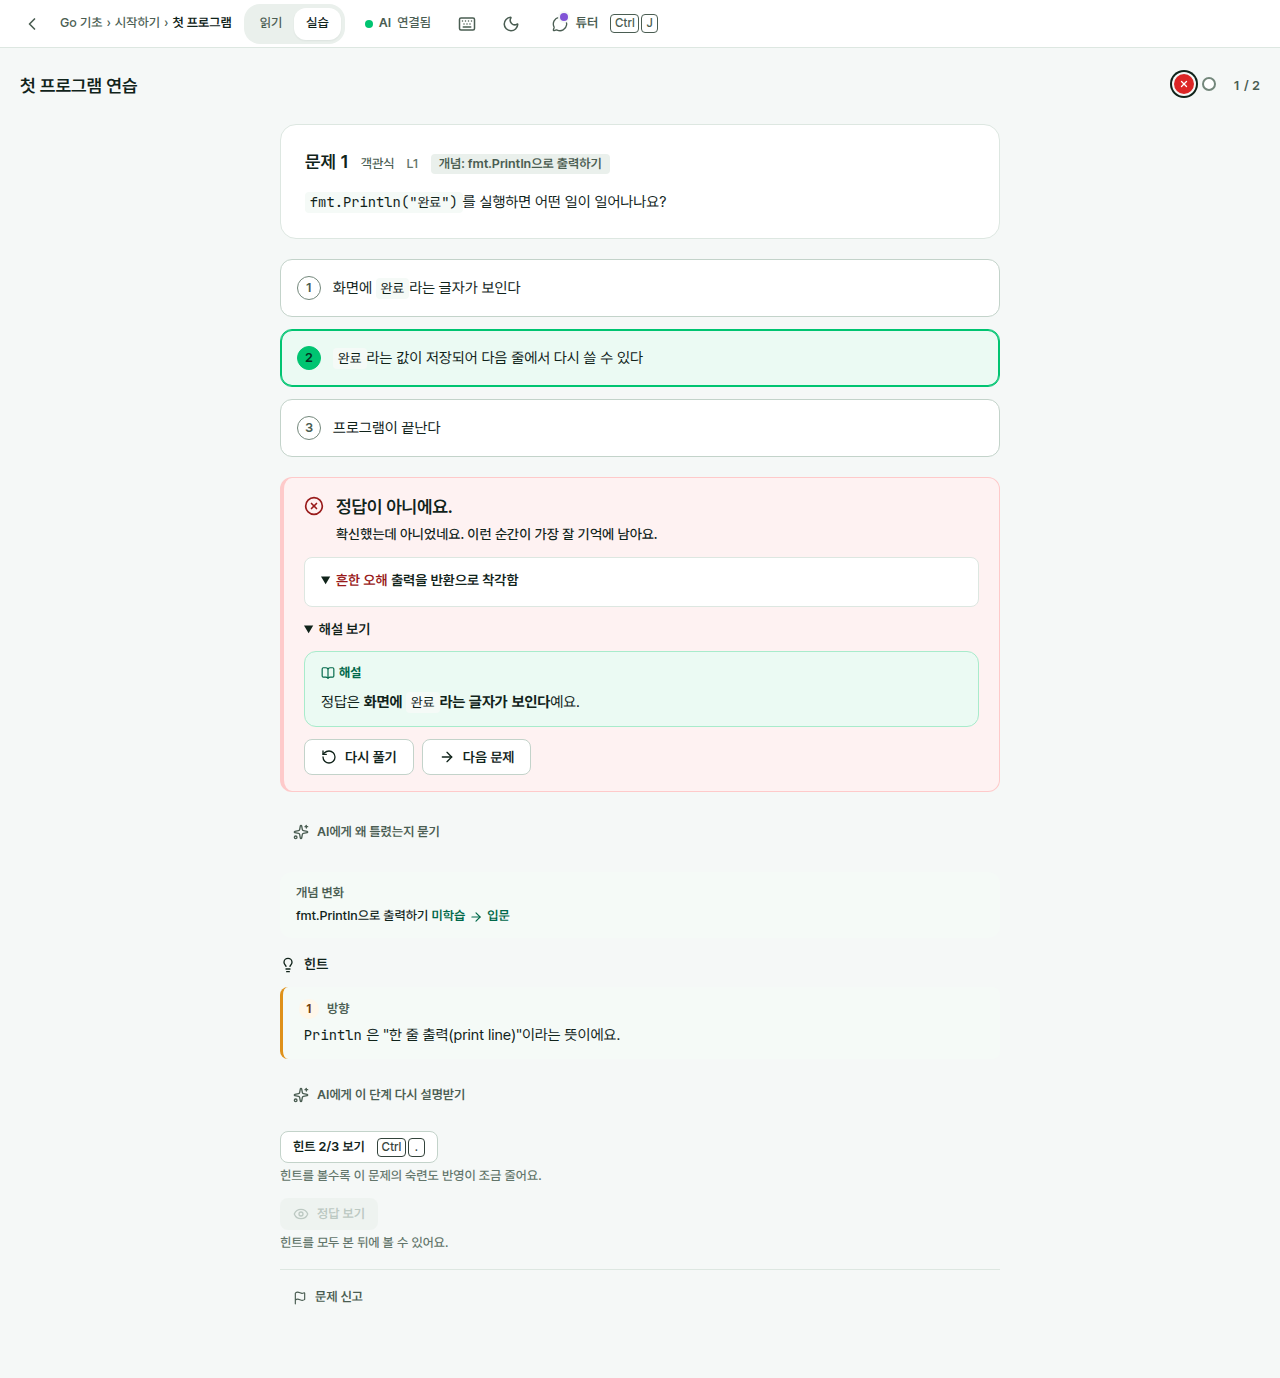 Go 기초 › 시작하기 › 첫 프로그램 읽기 실습 AI 연결됨 튜터 Ctrl J
첫 프로그램 연습
1 / 2
문제 1 객관식 L1 개념: fmt.Println으로 출력하기
fmt.Println("완료")를 실행하면 어떤 일이 일어나나요?
1 화면에 완료라는 글자가 보인다
2 완료라는 값이 저장되어 다음 줄에서 다시 쓸 수 있다
3 프로그램이 끝난다
정답이 아니에요.
확신했는데 아니었네요. 이런 순간이 가장 잘 기억에 남아요.
▼ 흔한 오해 출력을 반환으로 착각함
▼ 해설 보기
해설
정답은 화면에 완료라는 글자가 보인다예요.
다시 풀기 다음 문제
AI에게 왜 틀렸는지 묻기
개념 변화
fmt.Println으로 출력하기 미학습 → 입문
힌트
1 방향
Println은 "한 줄 출력(print line)"이라는 뜻이에요.
AI에게 이 단계 다시 설명받기
힌트 2/3 보기 Ctrl .
힌트를 볼수록 이 문제의 숙련도 반영이 조금 줄어요.
정답 보기
힌트를 모두 본 뒤에 볼 수 있어요.
문제 신고